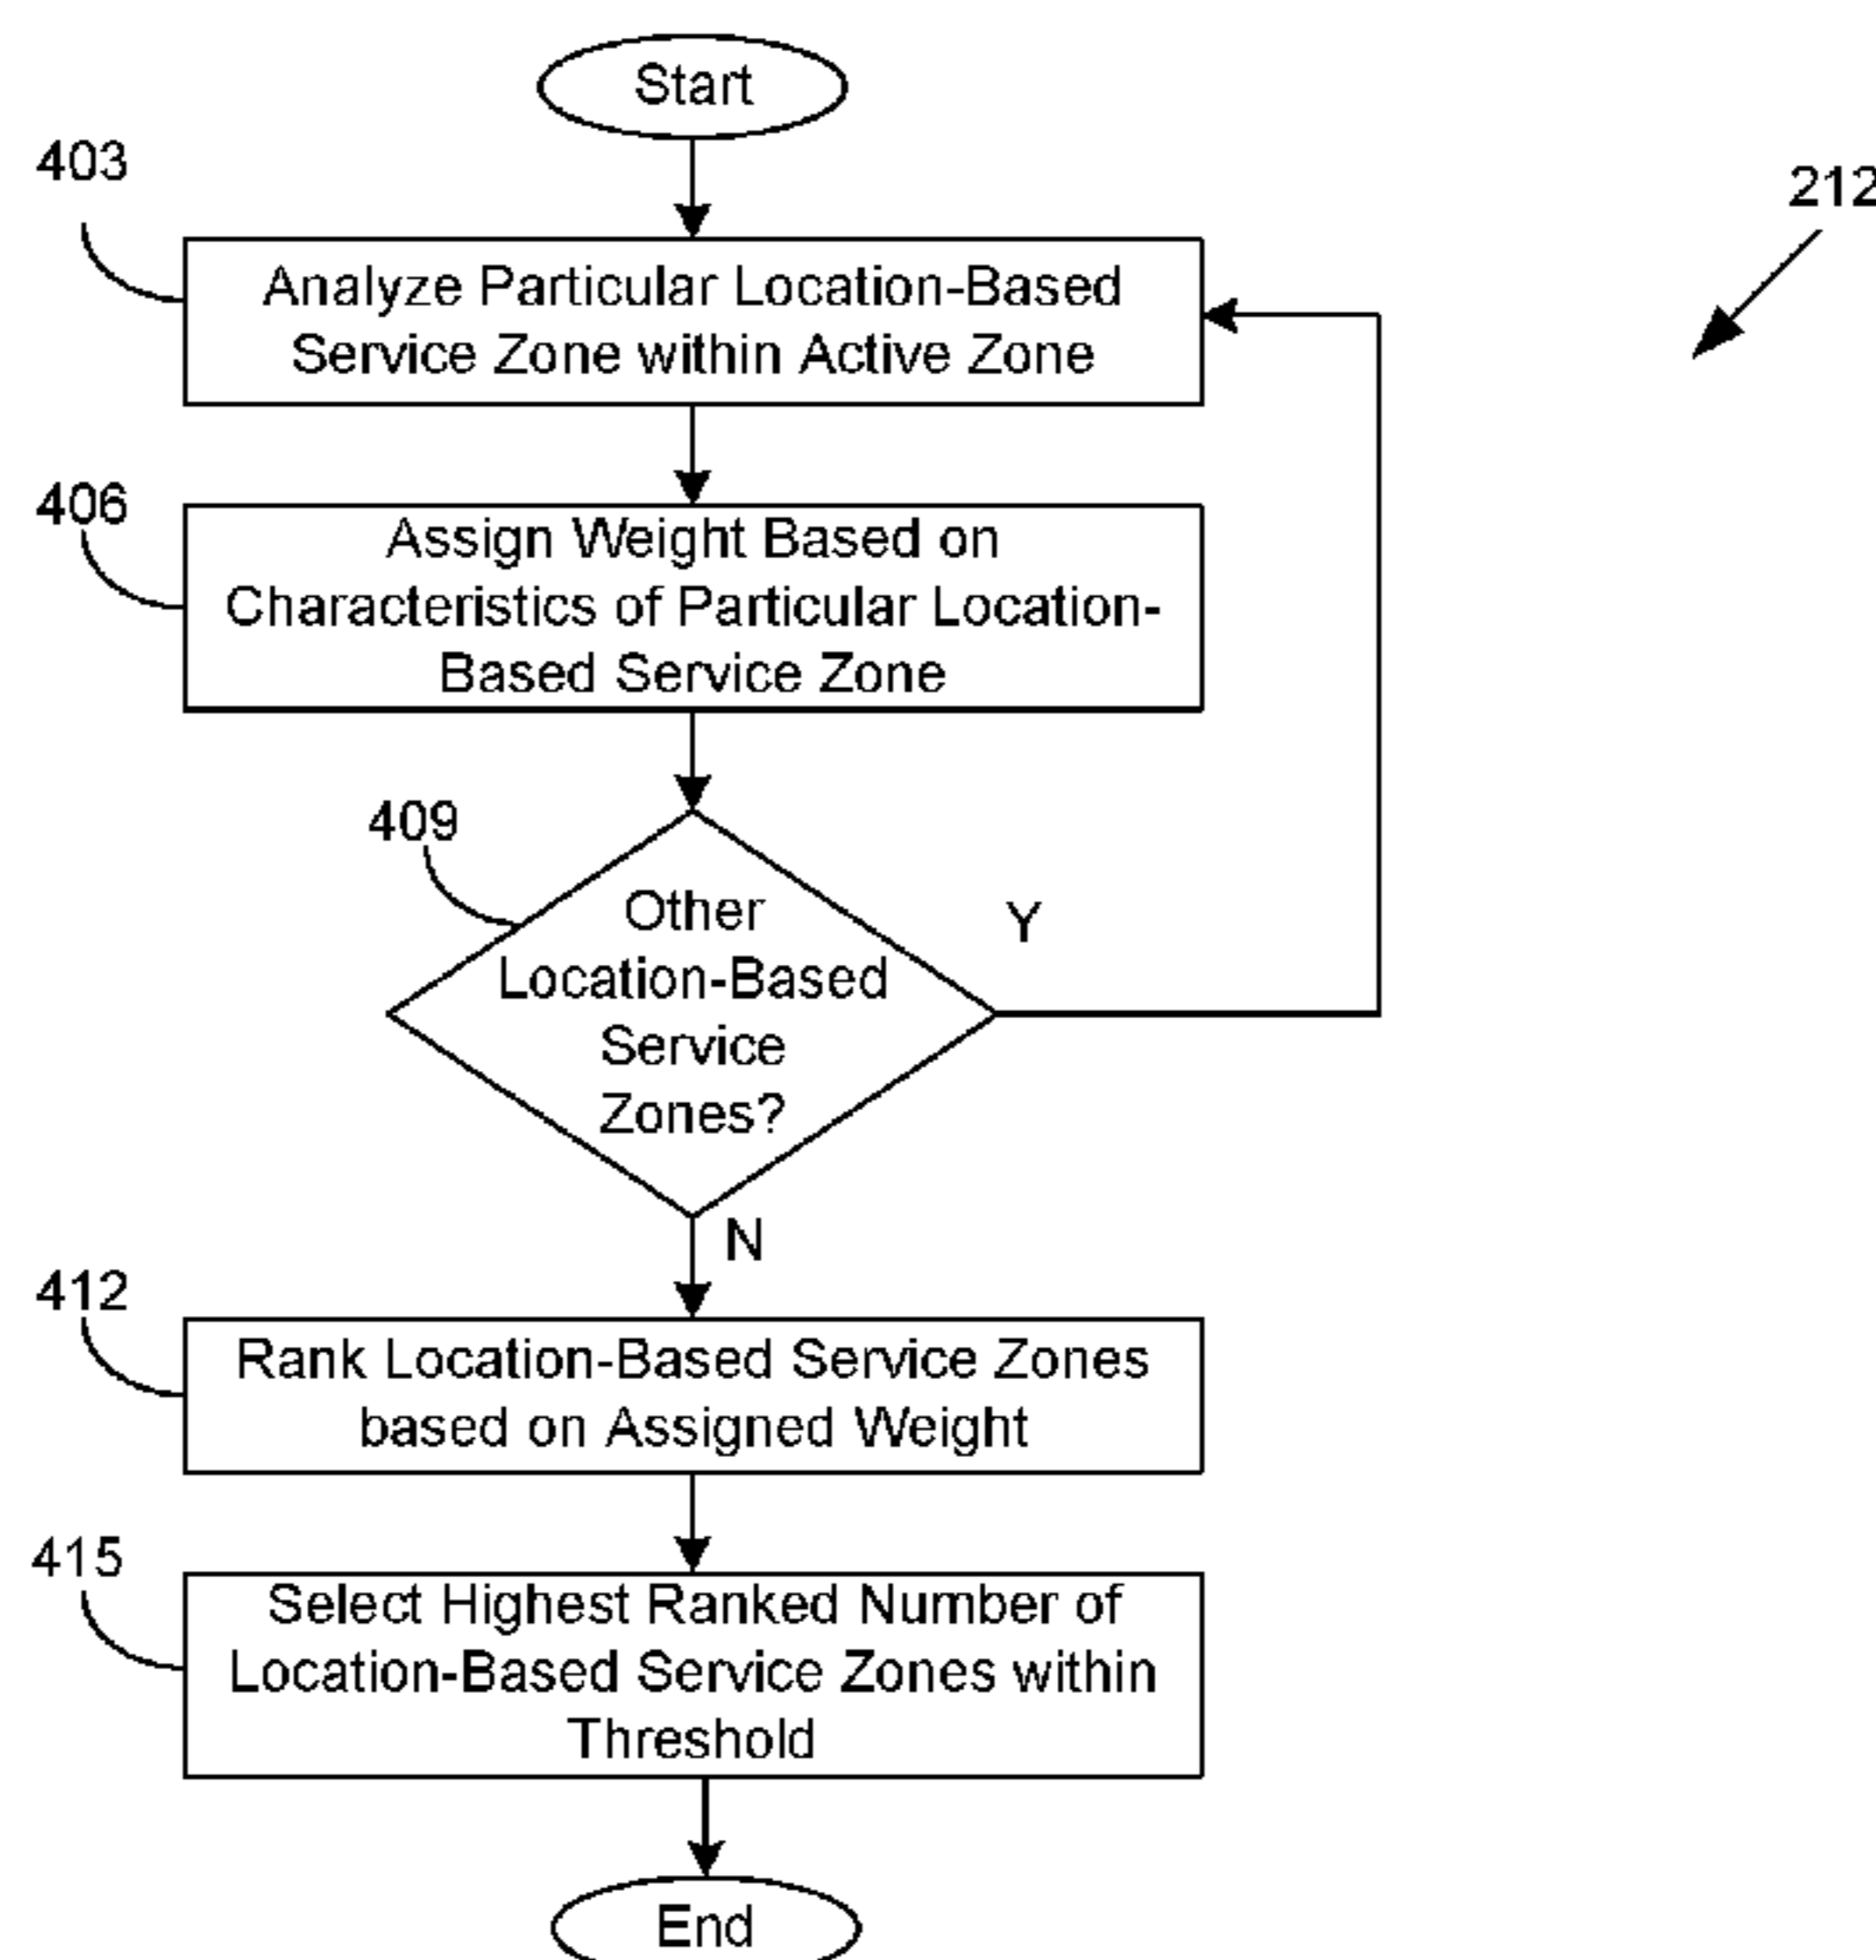 Start
403
212
Analyze Particular Location-Based
Service Zone within Active Zone
406
Assign Weight Based on
Characteristics of Particular Location-
Based Service Zone
409
Other
Location-Based
Service
Zones?
Y
N
412
Rank Location-Based Service Zones
based on Assigned Weight
415
Select Highest Ranked Number of
Location-Based Service Zones within
Threshold
End